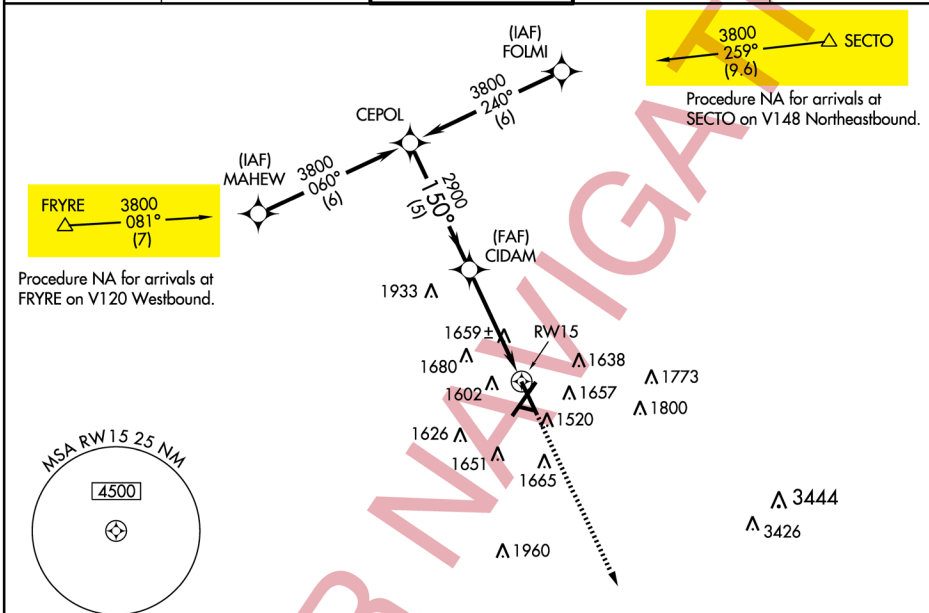 (IAF)
FOLMI
3800
259°
(9.6)
SECTO
Procedure NA for arrivals at
SECTO on V148 Northeastbound.
3800
240°
(6)
CEPOL
(IAF)
MAHEW
3800
060°
(6)
FRYRE
3800
081°
(7)
Procedure NA for arrivals at
FRYRE on V120 Westbound.
2900
150°
(5)
(FAF)
CIDAM
1933
1659±
RW15
1680
1638
1602
1657
1773
1800
1520
1626
1651
1665
MSA RW15 25 NM
4500
3444
3426
1960
R NAVIGATI